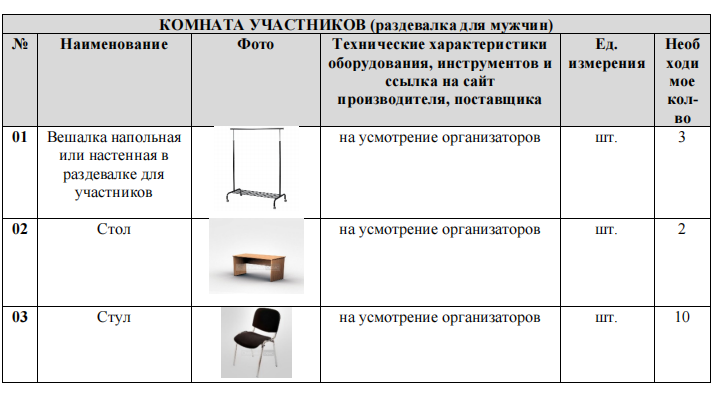 КОМНАТА УЧАСТНИКОВ (раздевалка для мужчин)
№ Наименование Фото Технические характеристики оборудования, инструментов и ссылка на сайт производителя, поставщика Ед. измерения Необходимое кол-во
01 Вешалка напольная или настенная в раздевалке для участников на усмотрение организаторов шт. 3
02 Стол на усмотрение организаторов шт. 2
03 Стул на усмотрение организаторов шт. 10